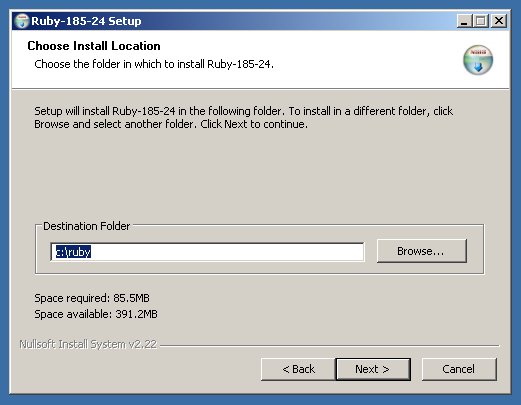 Ruby-185-24 Setup
Choose Install Location
Choose the folder in which to install Ruby-185-24.
Setup will install Ruby-185-24 in the following folder. To install in a different folder, click
Browse and select another folder. Click Next to continue.
Destination Folder
c:\ruby
Browse...
Space required: 85.5MB
Space available: 391.2MB
Nullsoft Install System v2.22
< Back
Next >
Cancel